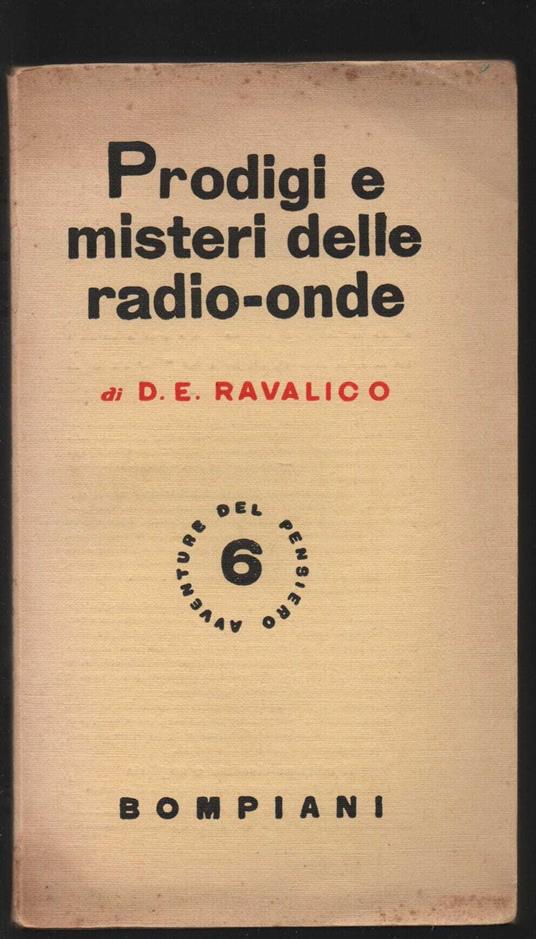 Prodigi e
misteri delle
radio-onde
di D. E. RAVALICO
AVVENTURE DEL PENSIERO
6
BOMPIANI